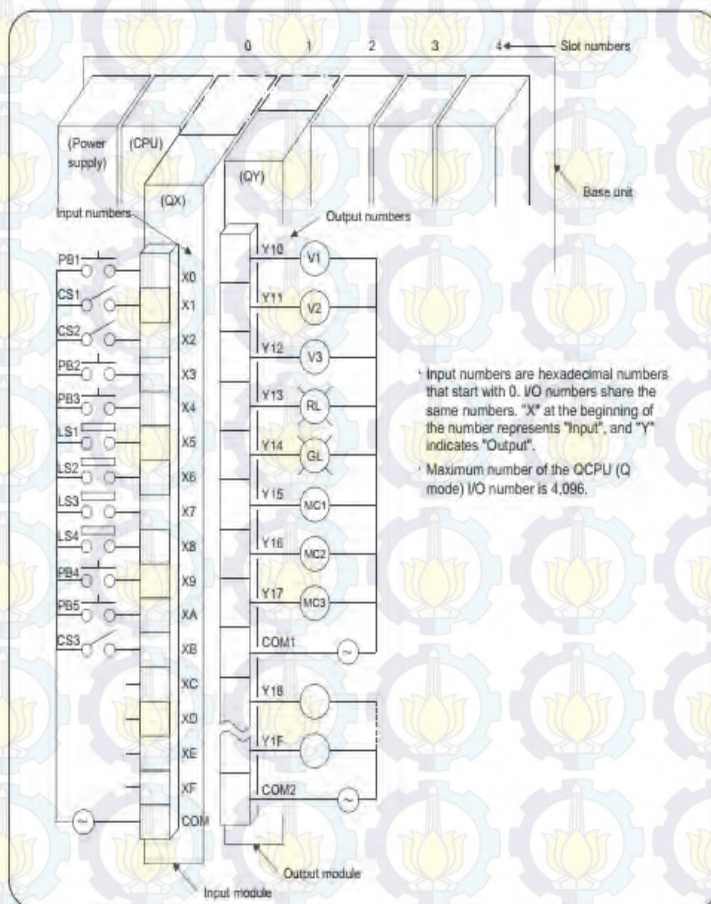 0 1 2 3 4 Slot numbers
(Power supply)
(CPU)
(QX)
(QY)
Base unit
Input numbers
Output numbers
PB1 X0
CS1 X1
CS2 X2
PB2 X3
PB3 X4
LS1 X5
LS2 X6
LS3 X7
LS4 X8
PB4 X9
PB5 XA
CS3 XB
XC
XD
XE
XF
~ COM
Y10 V1
Y11 V2
Y12 V3
Y13 RL
Y14 GL
Y15 MC1
Y16 MC2
Y17 MC3
COM1 ~
Y18
Y1F
COM2 ~
Input module
Output module
· Input numbers are hexadecimal numbers
that start with 0. I/O numbers share the
same numbers. "X" at the beginning of
the number represents "Input", and "Y"
indicates "Output".
· Maximum number of the QCPU (Q
mode) I/O number is 4,096.